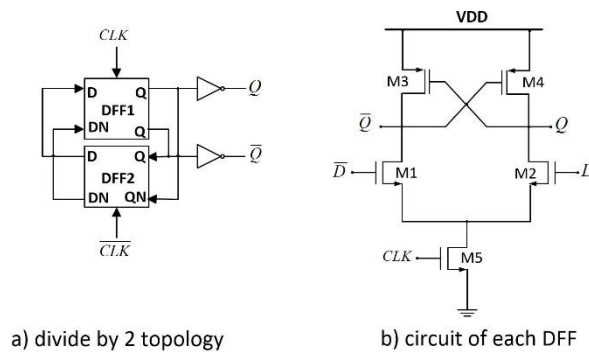 CLK
D Q
DFF1
DN Q
Q
D Q
DFF2
DN QN
Q̅
C̅L̅K̅
a) divide by 2 topology
VDD
M3 M4
Q̅ Q
D̅ M1 M2 D
CLK M5
b) circuit of each DFF